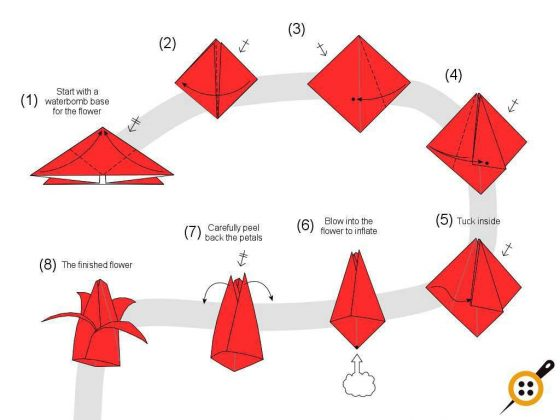 (1)
Start with a
waterbomb base
for the flower
(2)
(3)
(4)
(5)
Tuck inside
(6)
Blow into the
flower to inflate
(7)
Carefully peel
back the petals
(8)
The finished flower